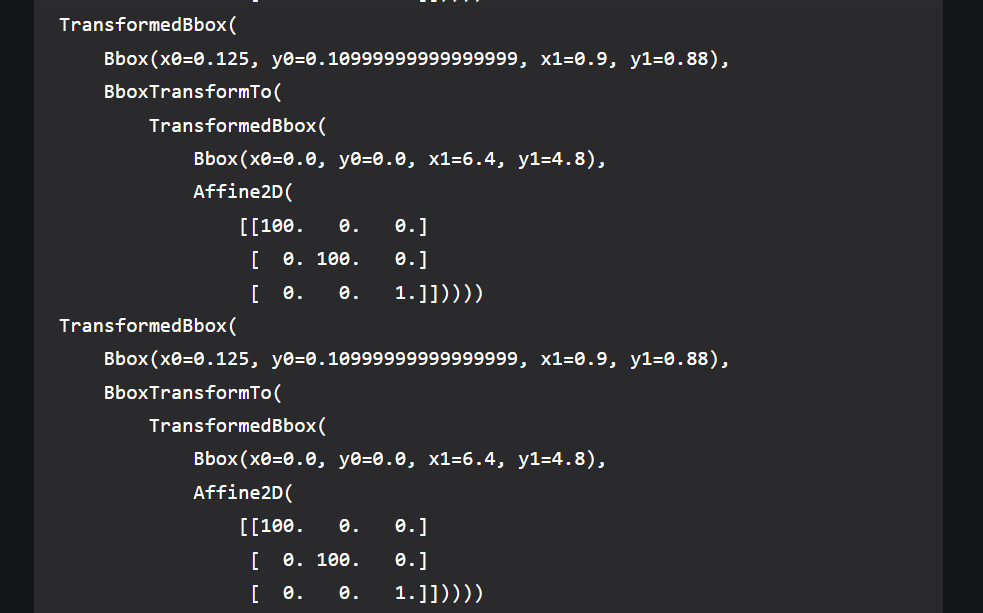 TransformedBbox(
    Bbox(x0=0.125, y0=0.10999999999999999, x1=0.9, y1=0.88),
    BboxTransformTo(
        TransformedBbox(
            Bbox(x0=0.0, y0=0.0, x1=6.4, y1=4.8),
            Affine2D(
                [[100.   0.   0.]
                 [  0. 100.   0.]
                 [  0.   0.   1.]]))))
TransformedBbox(
    Bbox(x0=0.125, y0=0.10999999999999999, x1=0.9, y1=0.88),
    BboxTransformTo(
        TransformedBbox(
            Bbox(x0=0.0, y0=0.0, x1=6.4, y1=4.8),
            Affine2D(
                [[100.   0.   0.]
                 [  0. 100.   0.]
                 [  0.   0.   1.]]))))